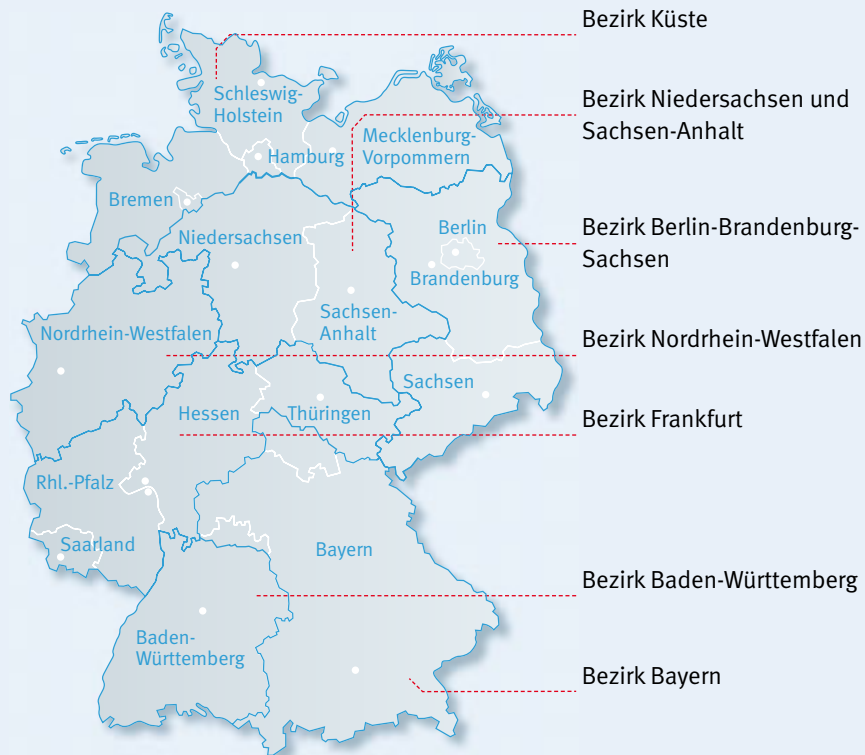 Bezirk Küste
Bezirk Niedersachsen und
Sachsen-Anhalt
Bezirk Berlin-Brandenburg-
Sachsen
Bezirk Nordrhein-Westfalen
Bezirk Frankfurt
Bezirk Baden-Württemberg
Bezirk Bayern
Schleswig-
Holstein
Hamburg
Mecklenburg-
Vorpommern
Bremen
Niedersachsen
Berlin
Brandenburg
Sachsen-
Anhalt
Nordrhein-Westfalen
Sachsen
Hessen
Thüringen
Rhl.-Pfalz
Saarland
Bayern
Baden-
Württemberg